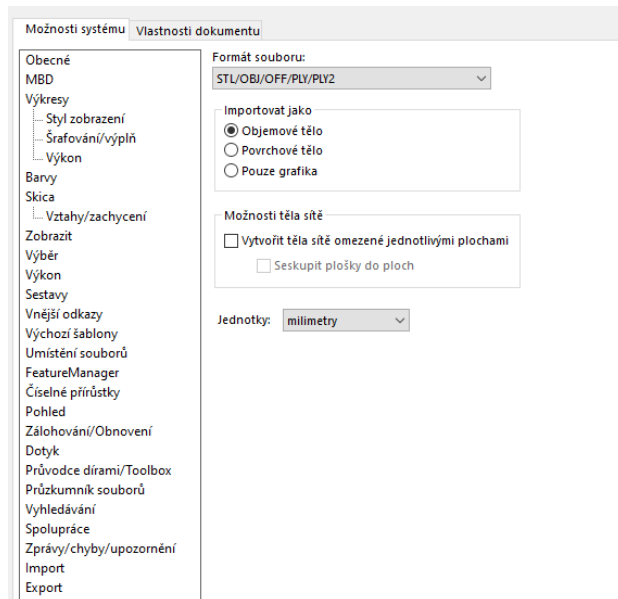 Možnosti systému
Vlastnosti dokumentu
Obecné
MBD
Výkresy
Styl zobrazení
Šrafování/výplň
Výkon
Barvy
Skica
Vztahy/zachycení
Zobrazit
Výběr
Výkon
Sestavy
Vnější odkazy
Výchozí šablony
Umístění souborů
FeatureManager
Číselné přírůstky
Pohled
Zálohování/Obnovení
Dotyk
Průvodce dírami/Toolbox
Průzkumník souborů
Vyhledávání
Spolupráce
Zprávy/chyby/upozornění
Import
Export
Formát souboru:
STL/OBJ/OFF/PLY/PLY2
Importovat jako
Objemové tělo
Povrchové tělo
Pouze grafika
Možnosti těla sítě
Vytvořit těla sítě omezené jednotlivými plochami
Seskupit plošky do ploch
Jednotky:
milimetry